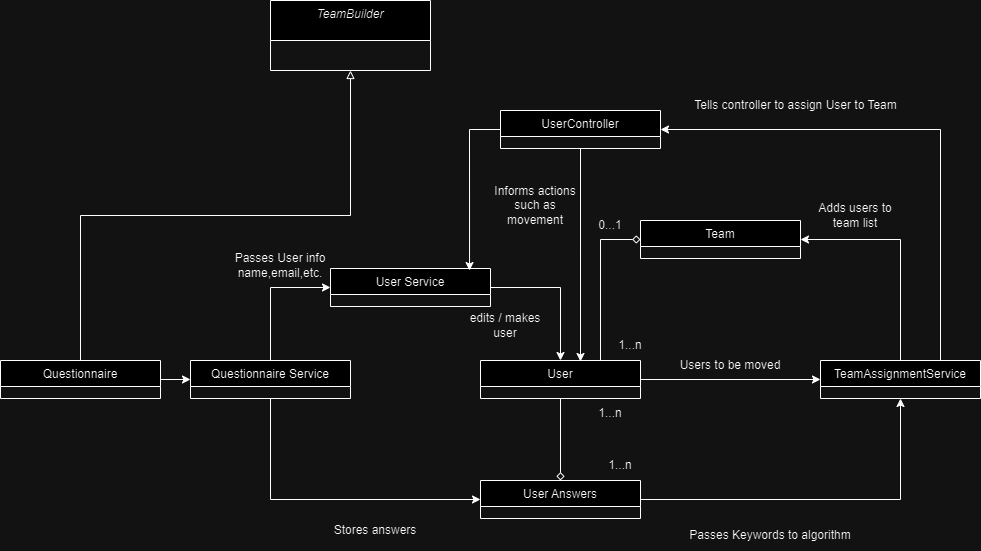 TeamBuilder
Tells controller to assign User to Team
UserController
Informs actions
such as
movement
0...1
Team
Adds users to
team list
Passes User info
name,email,etc.
User Service
edits / makes
user
1...n
Questionnaire
Questionnaire Service
User
Users to be moved
TeamAssignmentService
1...n
1...n
User Answers
Stores answers
Passes Keywords to algorithm